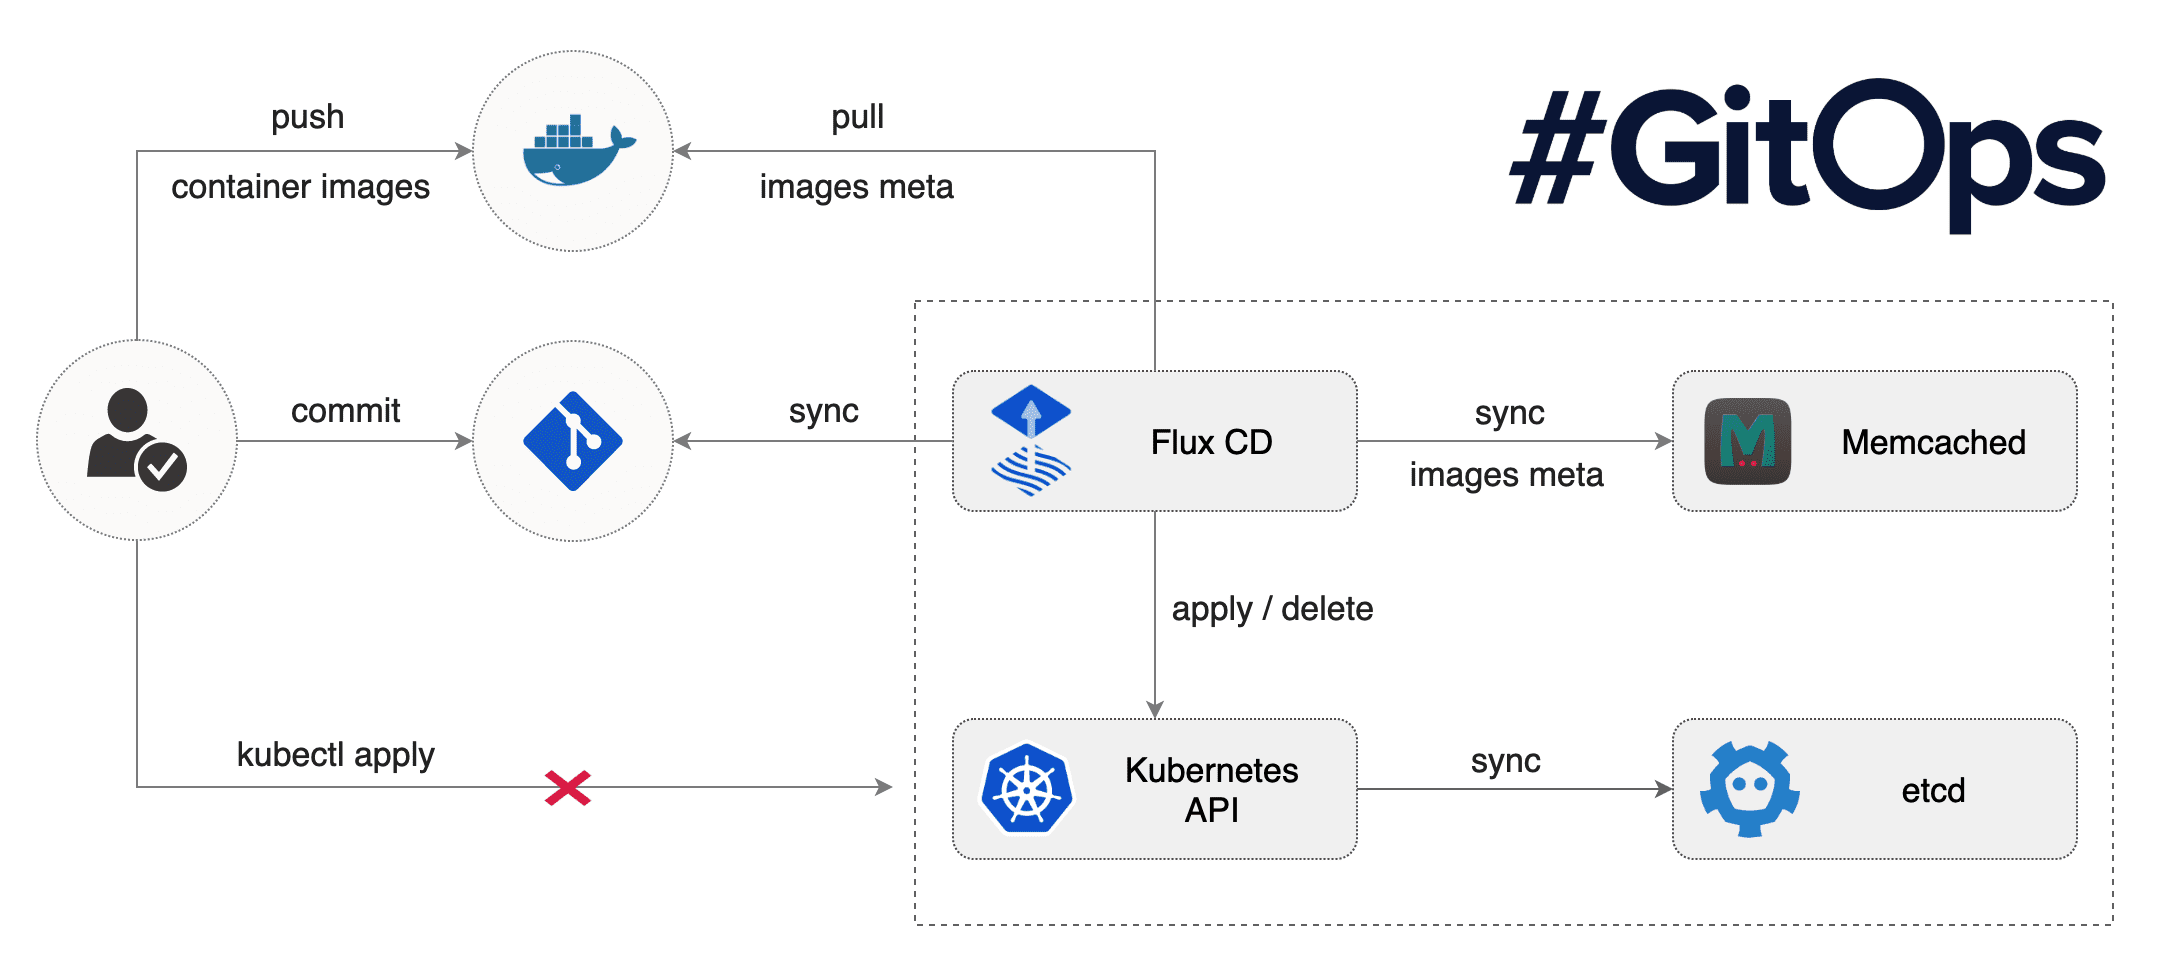 #GitOps
push
container images
pull
images meta
commit
sync
Flux CD
sync
images meta
Memcached
apply / delete
kubectl apply
Kubernetes
API
sync
etcd